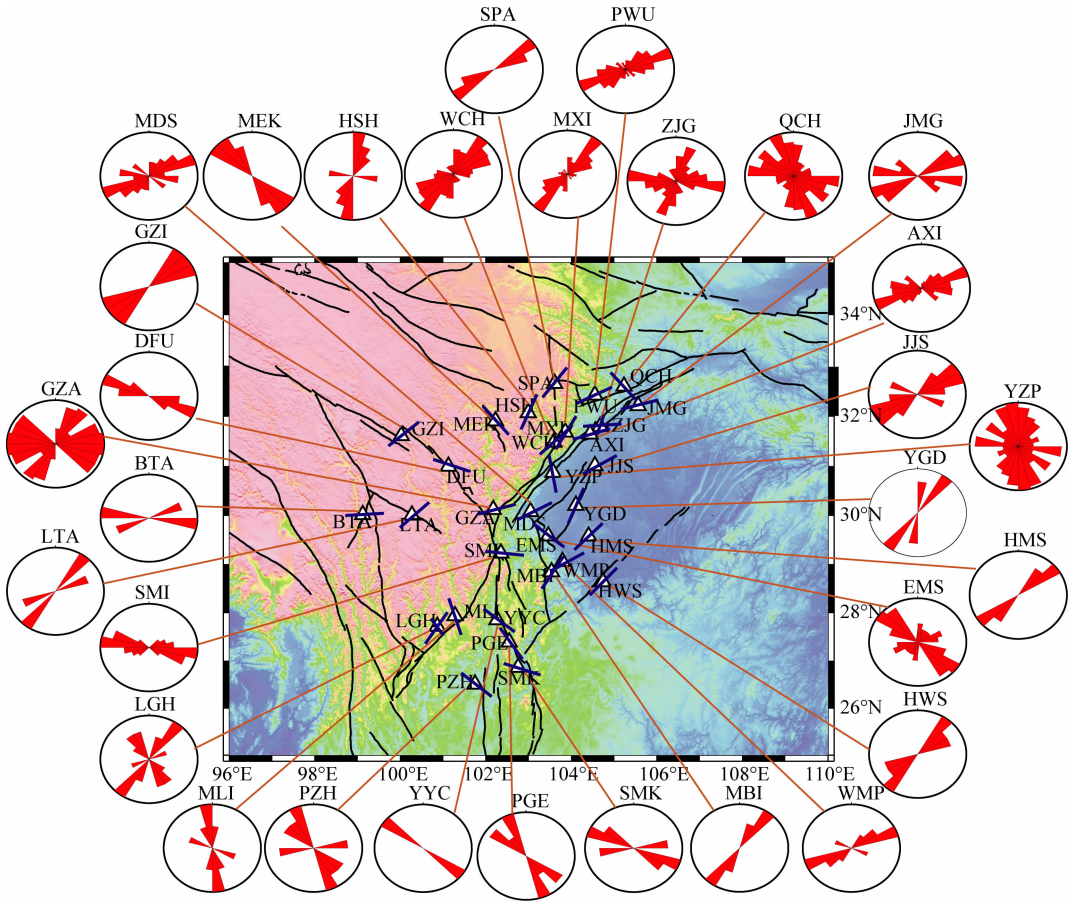 SPA
PWU
MDS
MEK
HSH
WCH
MXI
ZJG
QCH
JMG
GZI
AXI
DFU
JJS
GZA
YZP
BTA
YGD
LTA
HMS
SMI
EMS
LGH
HWS
MLI
PZH
YYC
PGE
SMK
MBI
WMP
34°N
32°N
30°N
28°N
26°N
96°E
98°E
100°E
102°E
104°E
106°E
108°E
110°E
SPA
QCH
HSH
PWU
JMG
MEK
MXI
ZJG
GZI
WCH
AXI
DFU
YZP
JJS
BTA
LTA
GZA
MD
YGD
EMS
HMS
SMI
MBI
WMP
HWS
LGH
MLI
YYC
PGE
PZH
SMK